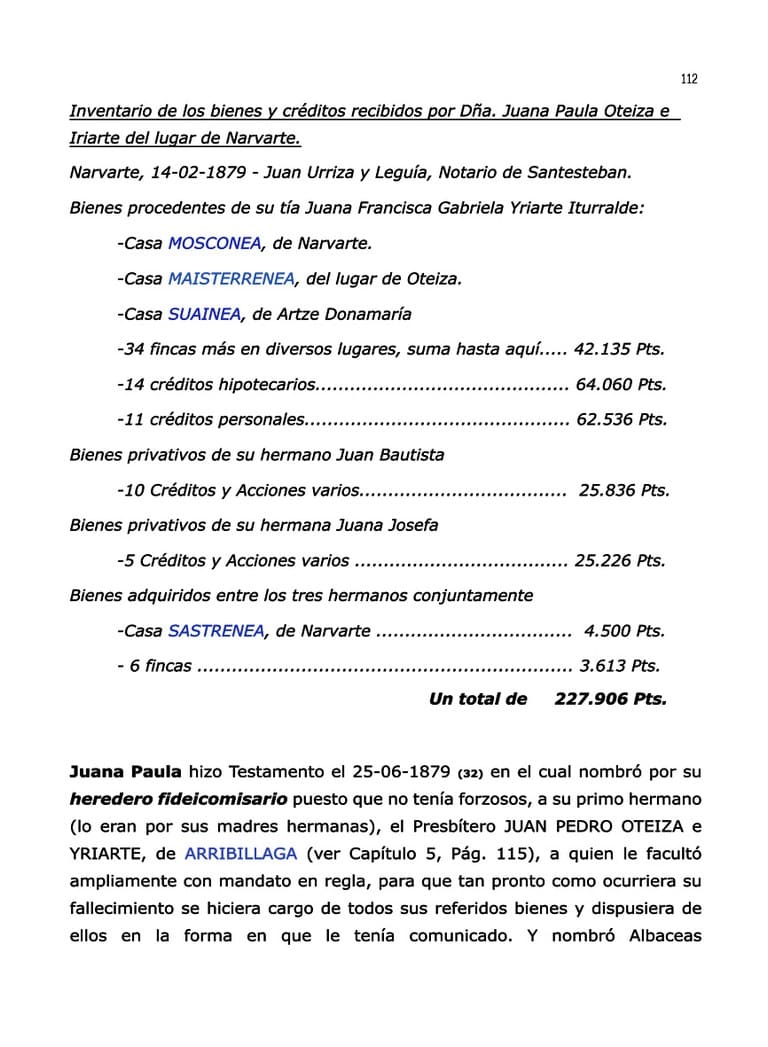 112
Inventario de los bienes y créditos recibidos por Dña. Juana Paula Oteiza e
Iriarte del lugar de Narvarte.
Narvarte, 14-02-1879 - Juan Urriza y Leguía, Notario de Santesteban.
Bienes procedentes de su tía Juana Francisca Gabriela Yriarte Iturralde:
-Casa MOSCONEA, de Narvarte.
-Casa MAISTERRENEA, del lugar de Oteiza.
-Casa SUAINEA, de Artze Donamaría
-34 fincas más en diversos lugares, suma hasta aquí..... 42.135 Pts.
-14 créditos hipotecarios............................................ 64.060 Pts.
-11 créditos personales.............................................. 62.536 Pts.
Bienes privativos de su hermano Juan Bautista
-10 Créditos y Acciones varios.................................... 25.836 Pts.
Bienes privativos de su hermana Juana Josefa
-5 Créditos y Acciones varios ..................................... 25.226 Pts.
Bienes adquiridos entre los tres hermanos conjuntamente
-Casa SASTRENEA, de Narvarte .................................. 4.500 Pts.
- 6 fincas ................................................................. 3.613 Pts.
Un total de 227.906 Pts.
Juana Paula hizo Testamento el 25-06-1879 (32) en el cual nombró por su
heredero fideicomisario puesto que no tenía forzosos, a su primo hermano
(lo eran por sus madres hermanas), el Presbítero JUAN PEDRO OTEIZA e
YRIARTE, de ARRIBILLAGA (ver Capítulo 5, Pág. 115), a quien le facultó
ampliamente con mandato en regla, para que tan pronto como ocurriera su
fallecimiento se hiciera cargo de todos sus referidos bienes y dispusiera de
ellos en la forma en que le tenía comunicado. Y nombró Albaceas